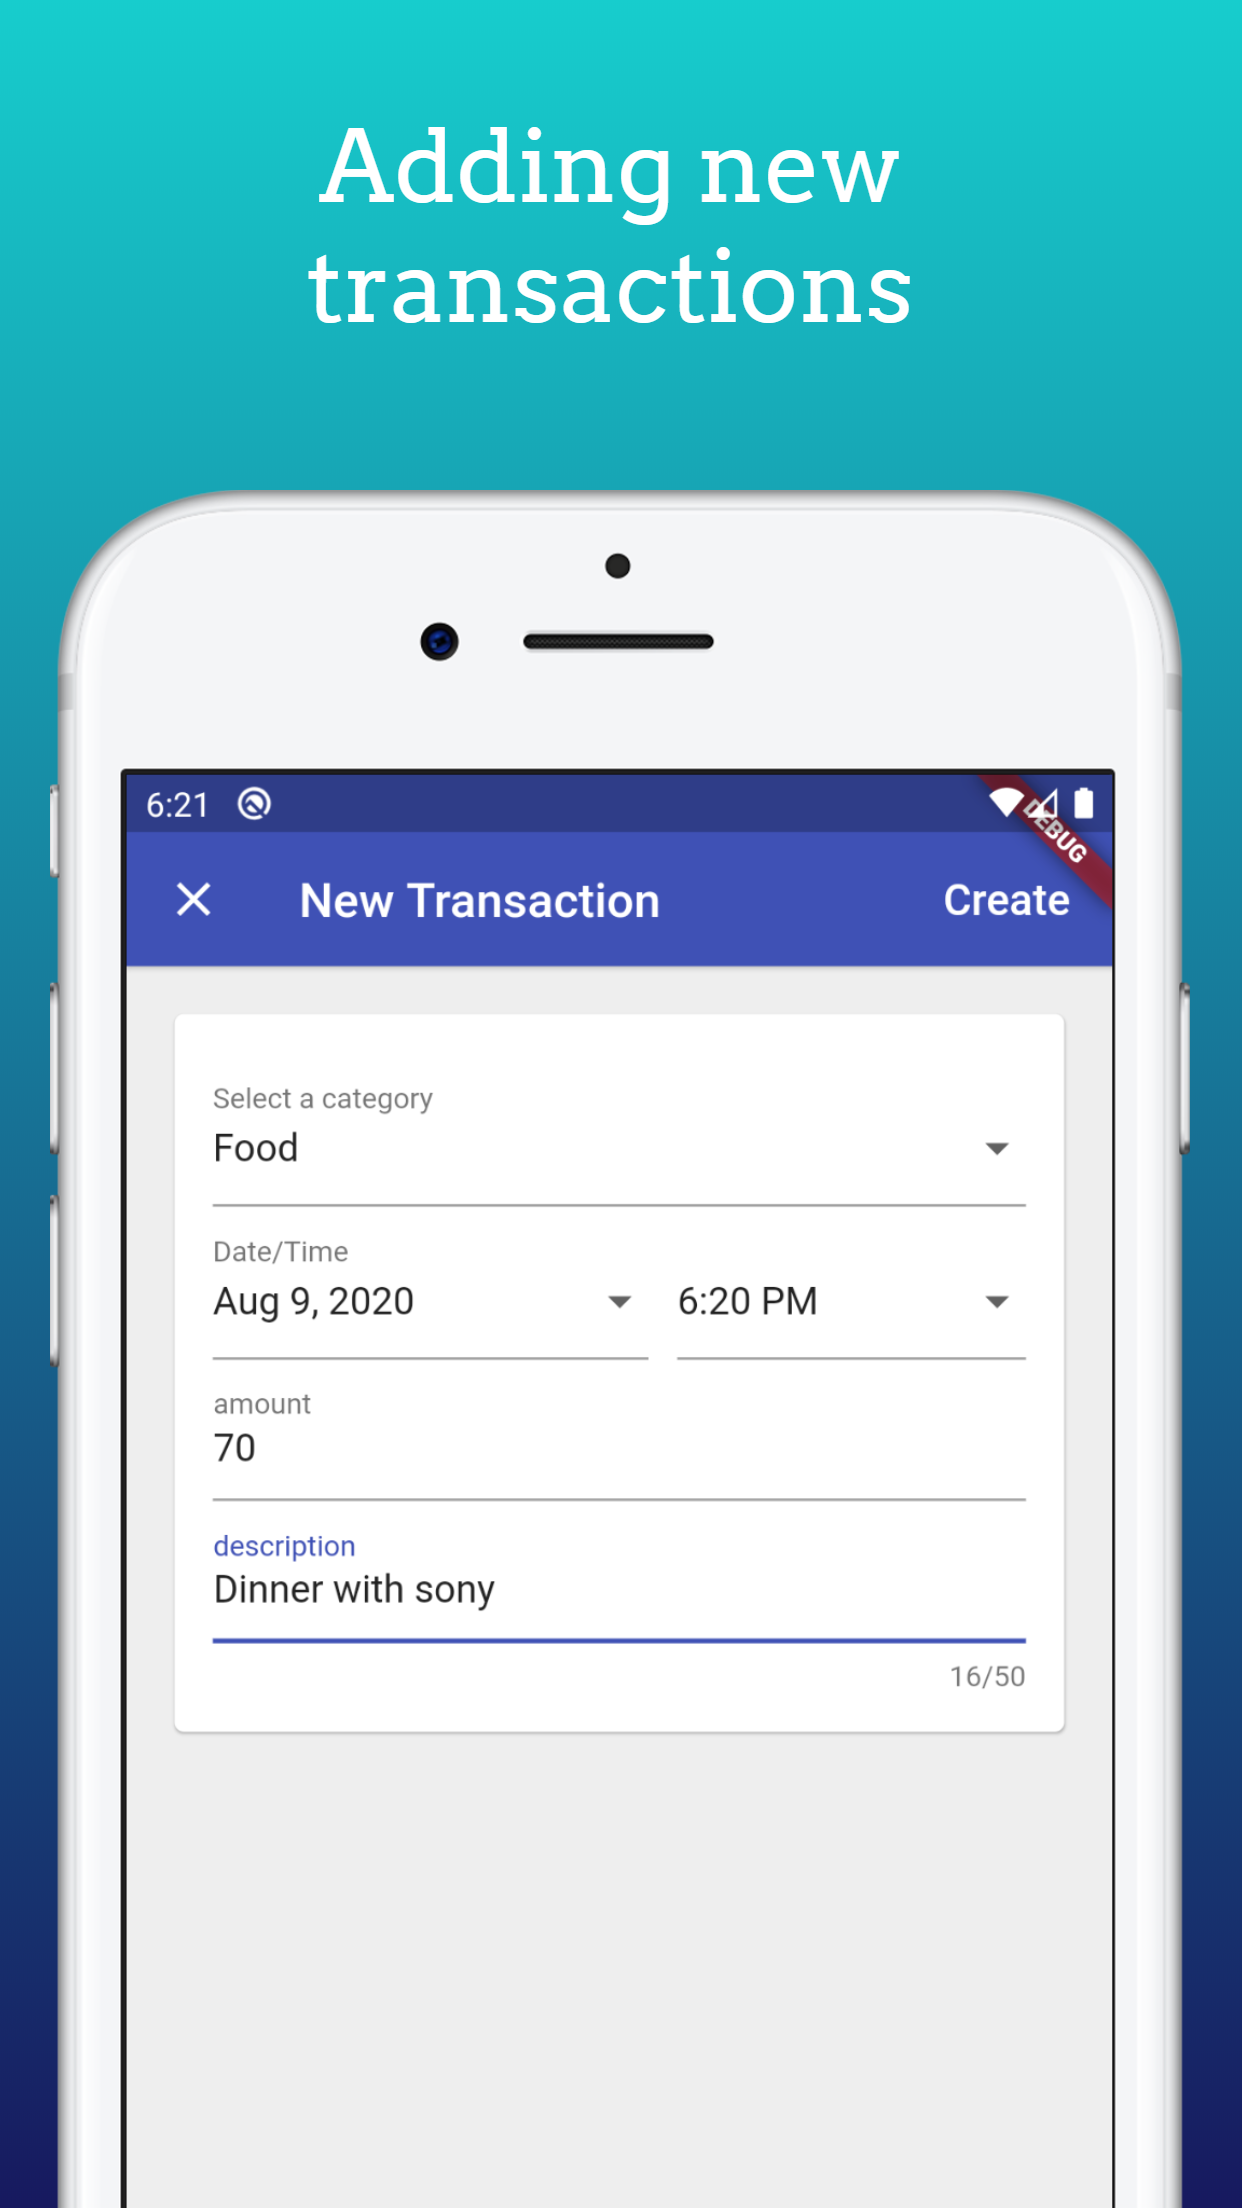 Adding new
transactions
6:21
DEBUG
New Transaction
Create
Select a category
Food
Date/Time
Aug 9, 2020
6:20 PM
amount
70
description
Dinner with sony
16/50